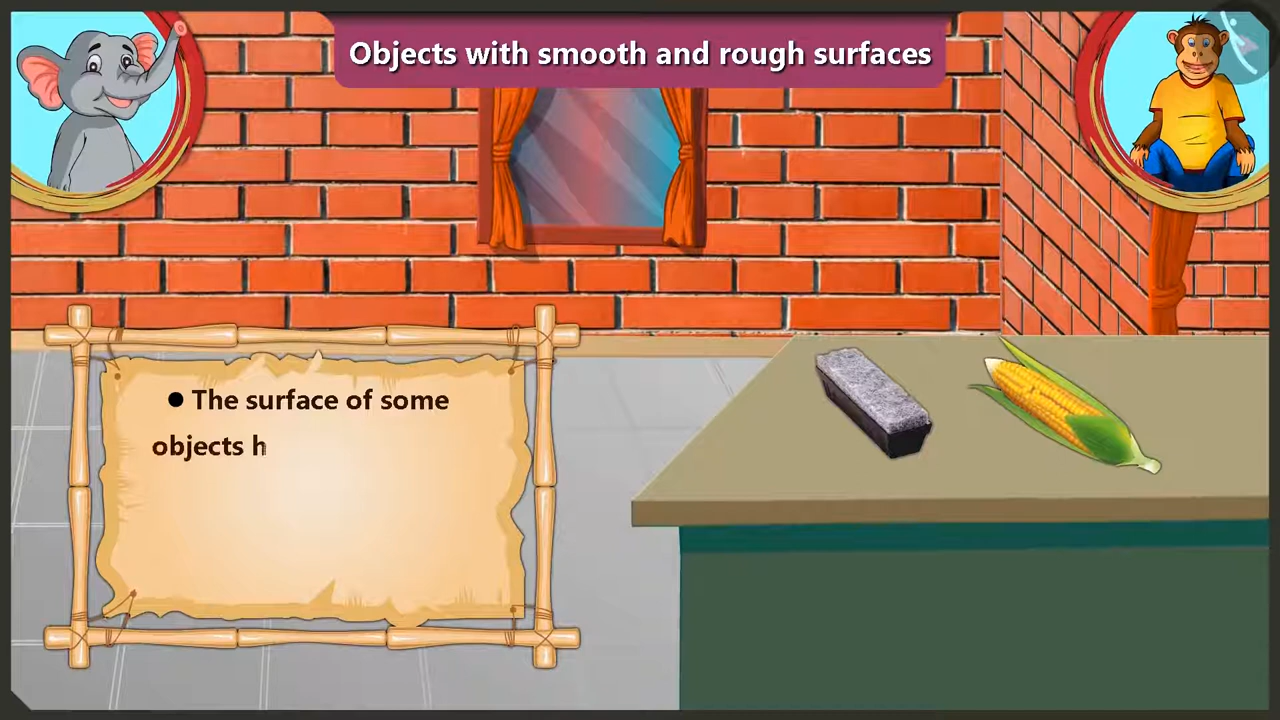 Objects with smooth and rough surfaces
● The surface of some
objects h